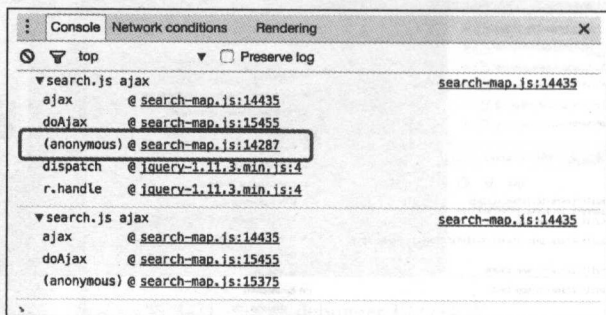 Console Network conditions Rendering ×
top ▼ Preserve log
▼search.js ajax search-map.js:14435
ajax @ search-map.js:14435
doAjax @ search-map.js:15455
(anonymous) @ search-map.js:14287
dispatch @ jquery-1.11.3.min.js:4
r.handle @ jquery-1.11.3.min.js:4
▼search.js ajax search-map.js:14435
ajax @ search-map.js:14435
doAjax @ search-map.js:15455
(anonymous) @ search-map.js:15375
›